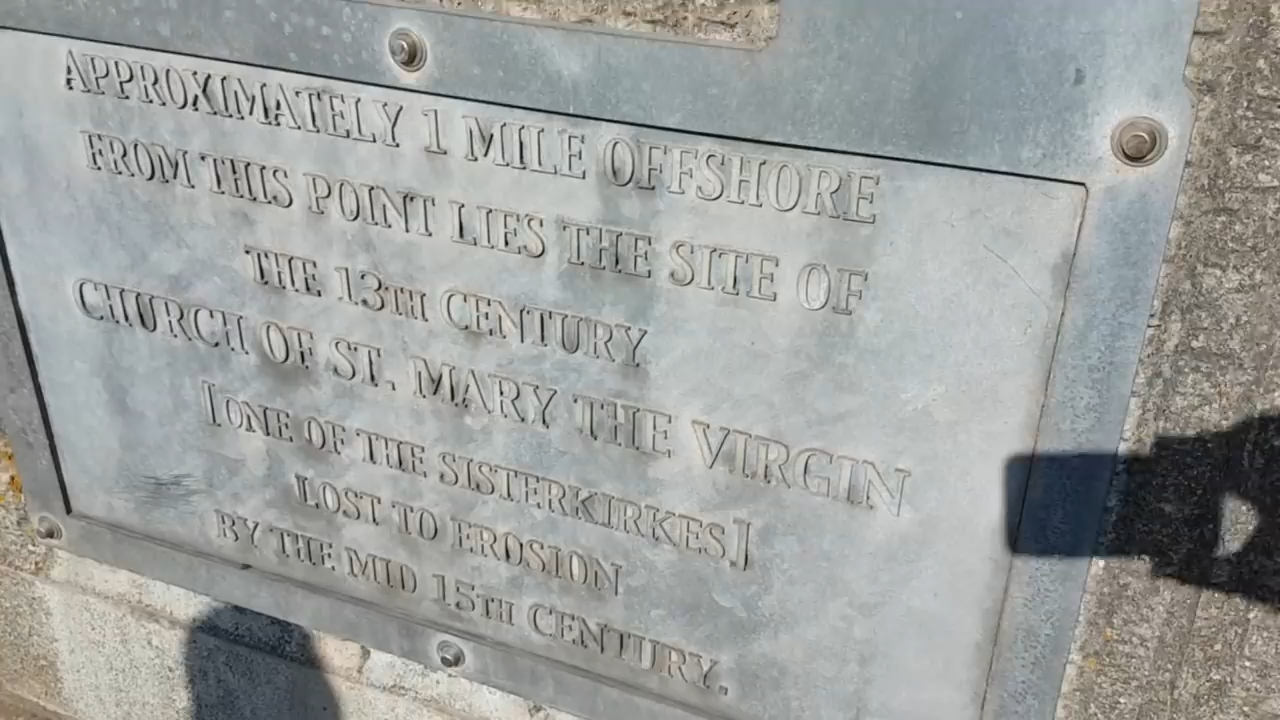 APPROXIMATELY 1 MILE OFFSHORE
FROM THIS POINT LIES THE SITE OF
THE 13TH CENTURY
CHURCH OF ST. MARY THE VIRGIN
[ONE OF THE SISTERKIRKES]
LOST TO EROSION
BY THE MID 15TH CENTURY.